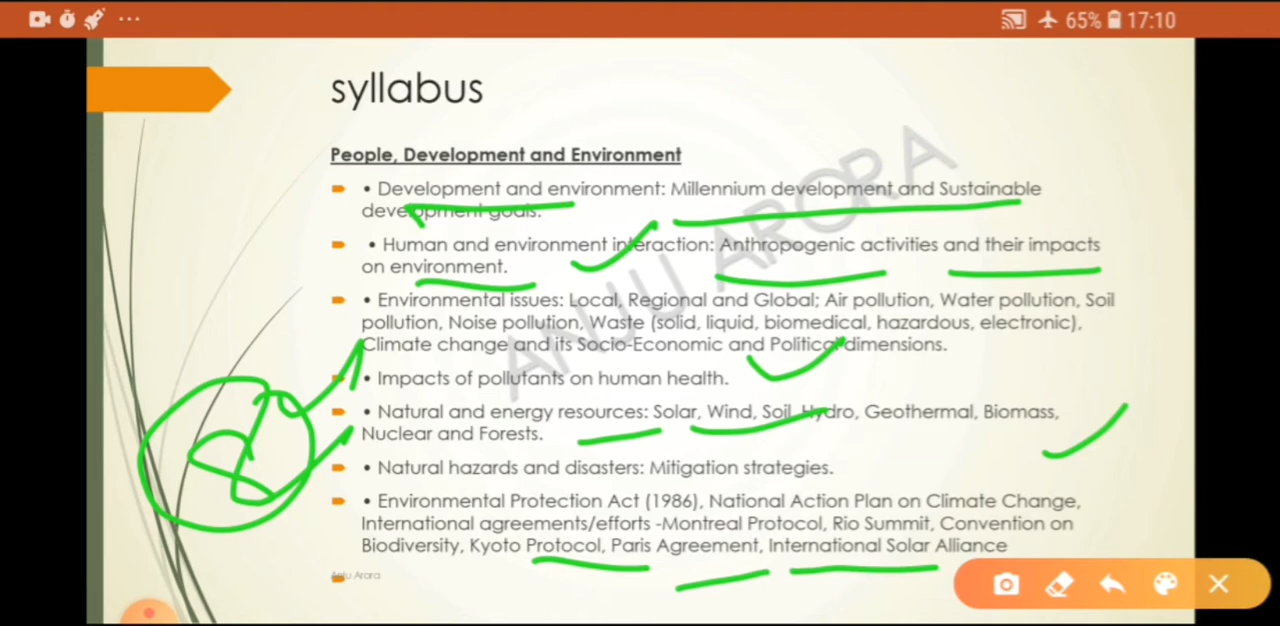 65% 17:10
syllabus
People, Development and Environment
• Development and environment: Millennium development and Sustainable
development goals.
• Human and environment interaction: Anthropogenic activities and their impacts
on environment.
• Environmental issues: Local, Regional and Global; Air pollution, Water pollution, Soil
pollution, Noise pollution, Waste (solid, liquid, biomedical, hazardous, electronic),
Climate change and its Socio-Economic and Political dimensions.
• Impacts of pollutants on human health.
• Natural and energy resources: Solar, Wind, Soil, Hydro, Geothermal, Biomass,
Nuclear and Forests.
• Natural hazards and disasters: Mitigation strategies.
• Environmental Protection Act (1986), National Action Plan on Climate Change,
International agreements/efforts -Montreal Protocol, Rio Summit, Convention on
Biodiversity, Kyoto Protocol, Paris Agreement, International Solar Alliance
Anju Arora
ANJU ARORA